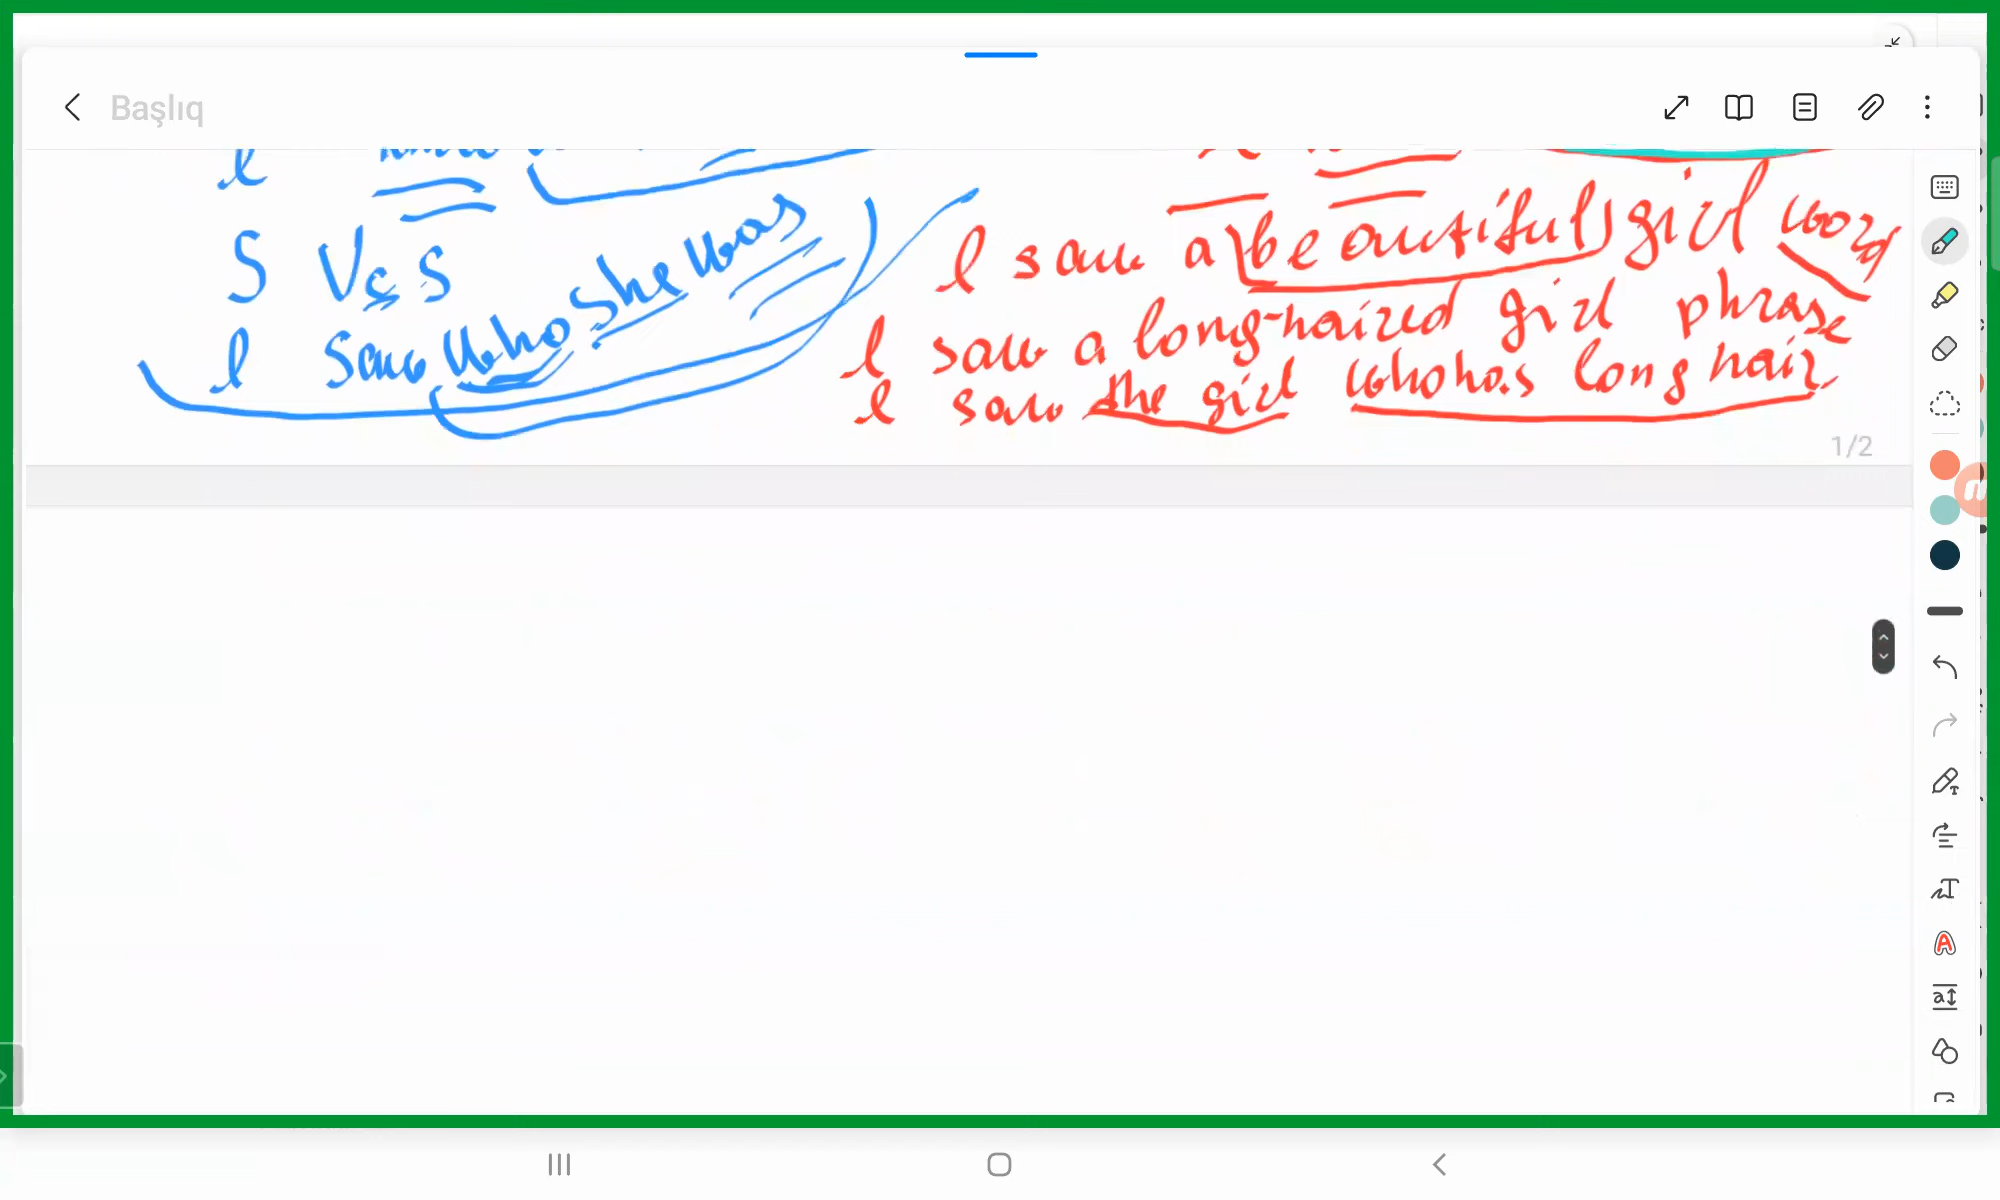 Başlıq
I
S V S
I saw who she was
I saw a (beautiful) girl word
I saw a long-haired girl phrase
I saw the girl who has long hair.
1/2